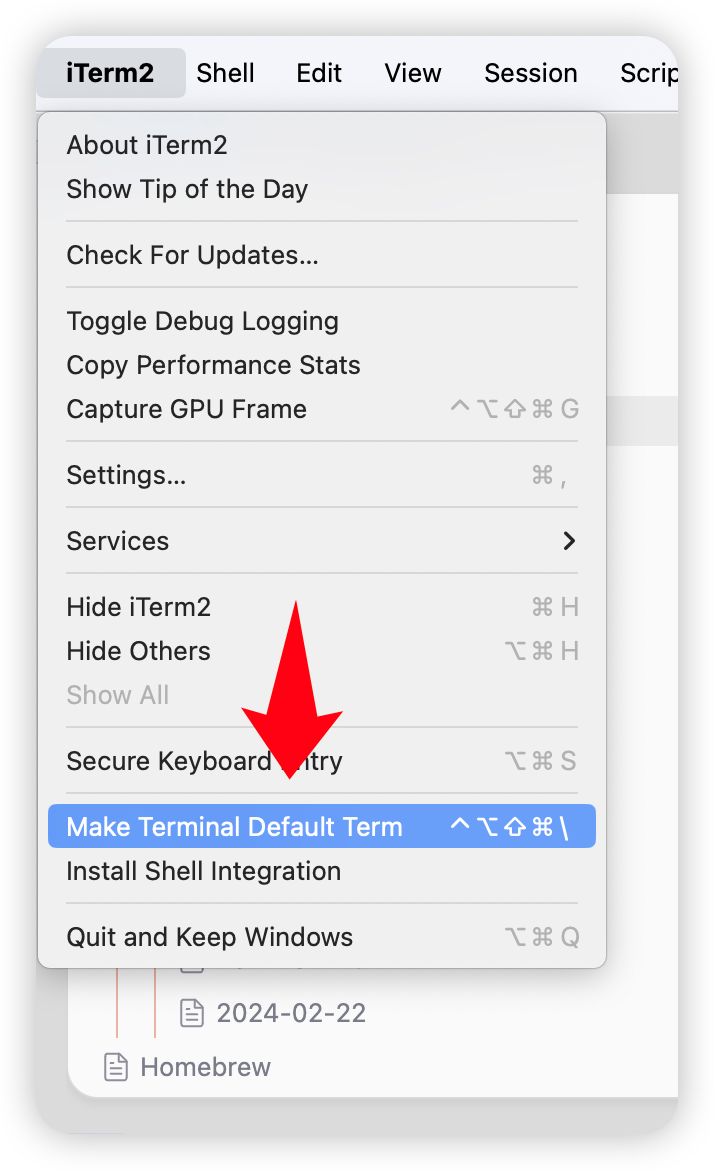 iTerm2 Shell Edit View Session Scrip
About iTerm2
Show Tip of the Day
Check For Updates...
Toggle Debug Logging
Copy Performance Stats
Capture GPU Frame ^⌥⇧⌘G
Settings... ⌘,
Services
Hide iTerm2 ⌘H
Hide Others ⌥⌘H
Show All
Secure Keyboard Entry ⌥⌘S
Make Terminal Default Term ^⌥⇧⌘\
Install Shell Integration
Quit and Keep Windows ⌥⌘Q
2024-02-22
Homebrew